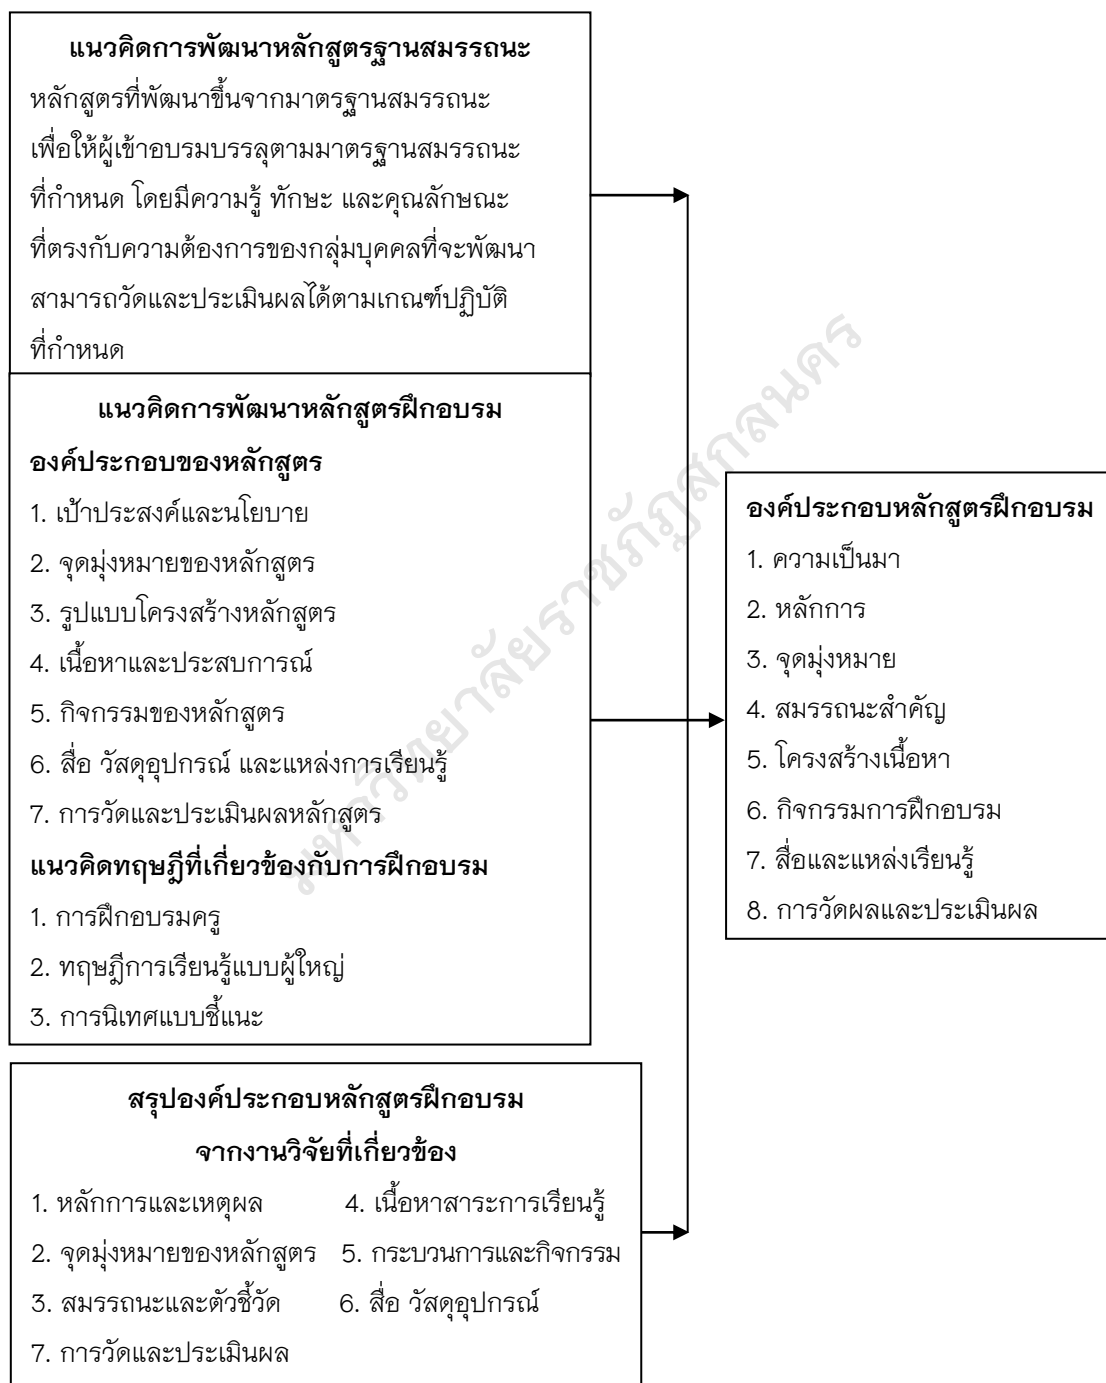 แนวคิดการพัฒนาหลักสูตรฐานสมรรถนะ
หลักสูตรที่พัฒนาขึ้นจากมาตรฐานสมรรถนะ
เพื่อให้ผู้เข้าอบรมบรรลุตามมาตรฐานสมรรถนะ
ที่กำหนด โดยมีความรู้ ทักษะ และคุณลักษณะ
ที่ตรงกับความต้องการของกลุ่มบุคคลที่จะพัฒนา
สามารถวัดและประเมินผลได้ตามเกณฑ์ปฏิบัติ
ที่กำหนด
แนวคิดการพัฒนาหลักสูตรฝึกอบรม
องค์ประกอบของหลักสูตร
1. เป้าประสงค์และนโยบาย
2. จุดมุ่งหมายของหลักสูตร
3. รูปแบบโครงสร้างหลักสูตร
4. เนื้อหาและประสบการณ์
5. กิจกรรมของหลักสูตร
6. สื่อ วัสดุอุปกรณ์ และแหล่งการเรียนรู้
7. การวัดและประเมินผลหลักสูตร
แนวคิดทฤษฎีที่เกี่ยวข้องกับการฝึกอบรม
1. การฝึกอบรมครู
2. ทฤษฎีการเรียนรู้แบบผู้ใหญ่
3. การนิเทศแบบชี้แนะ
สรุปองค์ประกอบหลักสูตรฝึกอบรม
จากงานวิจัยที่เกี่ยวข้อง
1. หลักการและเหตุผล 4. เนื้อหาสาระการเรียนรู้
2. จุดมุ่งหมายของหลักสูตร 5. กระบวนการและกิจกรรม
3. สมรรถนะและตัวชี้วัด 6. สื่อ วัสดุอุปกรณ์
7. การวัดและประเมินผล
องค์ประกอบหลักสูตรฝึกอบรม
1. ความเป็นมา
2. หลักการ
3. จุดมุ่งหมาย
4. สมรรถนะสำคัญ
5. โครงสร้างเนื้อหา
6. กิจกรรมการฝึกอบรม
7. สื่อและแหล่งเรียนรู้
8. การวัดผลและประเมินผล
มหาวิทยาลัยราชภัฏสกลนคร